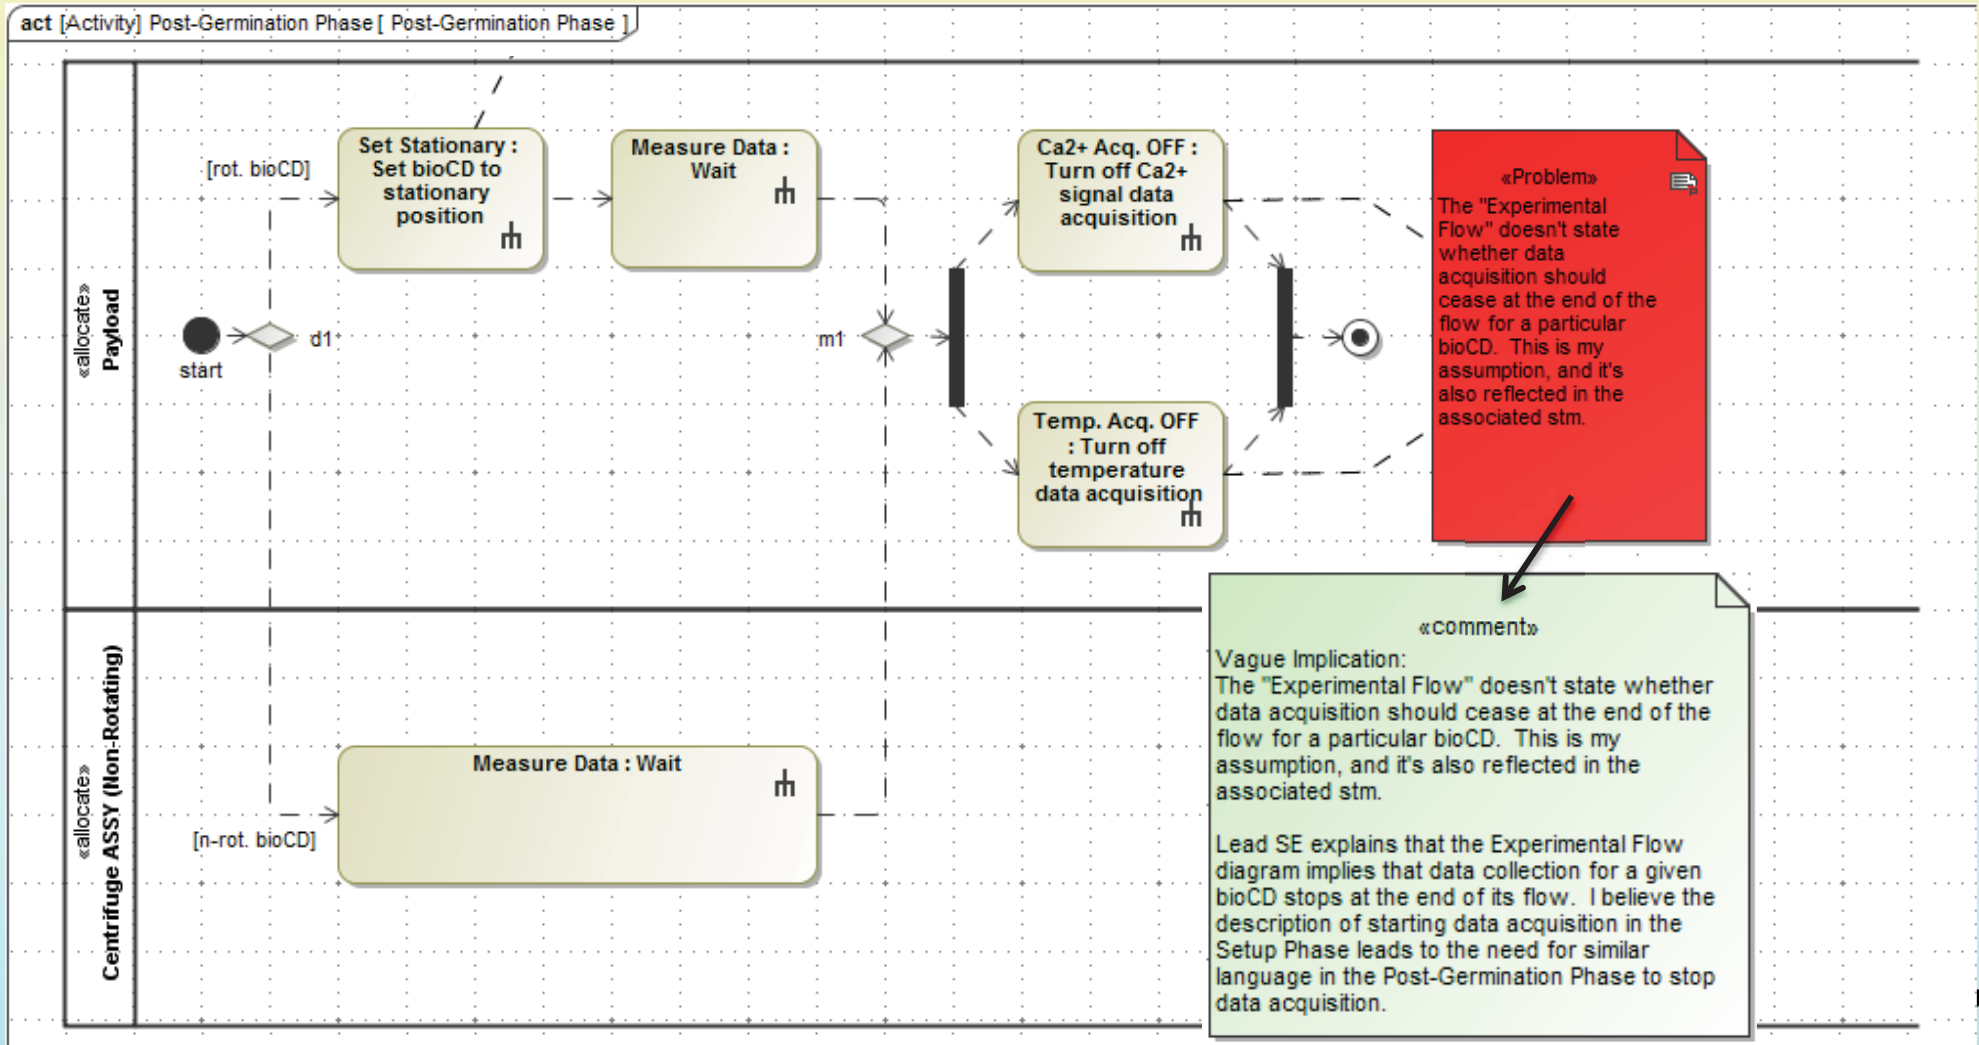 act [Activity] Post-Germination Phase [ Post-Germination Phase ]
«allocate»
Payload
start
d1
[rot. bioCD]
Set Stationary :
Set bioCD to
stationary
position
Measure Data :
Wait
m1
Ca2+ Acq. OFF :
Turn off Ca2+
signal data
acquisition
Temp. Acq. OFF
: Turn off
temperature
data acquisition
«Problem»
The "Experimental
Flow" doesn't state
whether data
acquisition should
cease at the end of the
flow for a particular
bioCD. This is my
assumption, and it's
also reflected in the
associated stm.
«allocate»
Centrifuge ASSY (Non-Rotating)
[n-rot. bioCD]
Measure Data : Wait
«comment»
Vague Implication:
The "Experimental Flow" doesn't state whether
data acquisition should cease at the end of the
flow for a particular bioCD. This is my
assumption, and it's also reflected in the
associated stm.
Lead SE explains that the Experimental Flow
diagram implies that data collection for a given
bioCD stops at the end of its flow. I believe the
description of starting data acquisition in the
Setup Phase leads to the need for similar
language in the Post-Germination Phase to stop
data acquisition.